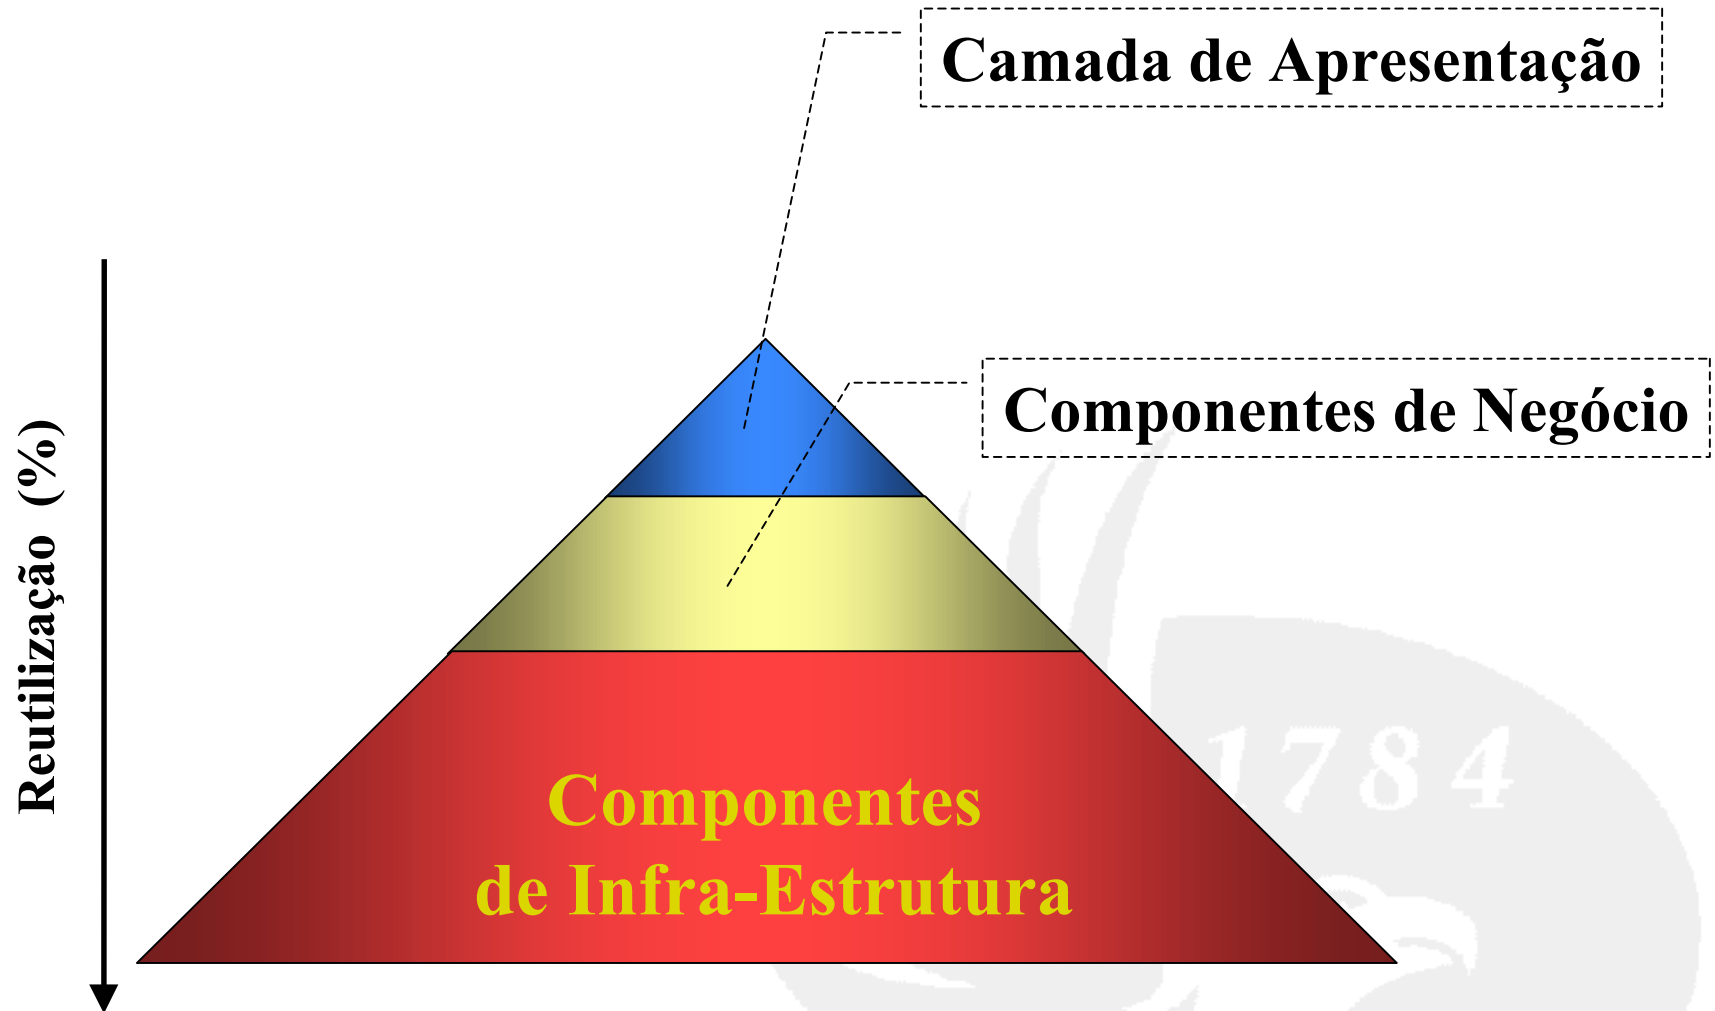 Camada de Apresentação
Componentes de Negócio
Reutilização (%)
1784
Componentes
de Infra-Estrutura